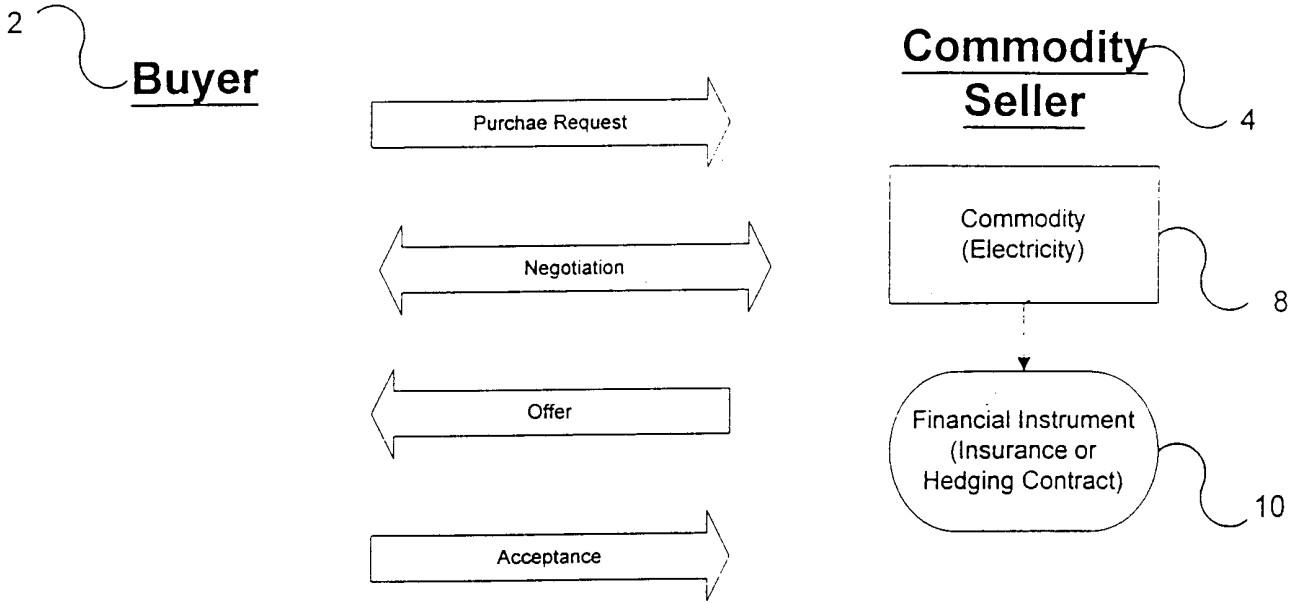 2
Buyer
Commodity
Seller
4
Purchae Request
Commodity
(Electricity)
8
Negotiation
Offer
Financial Instrument
(Insurance or
Hedging Contract)
10
Acceptance